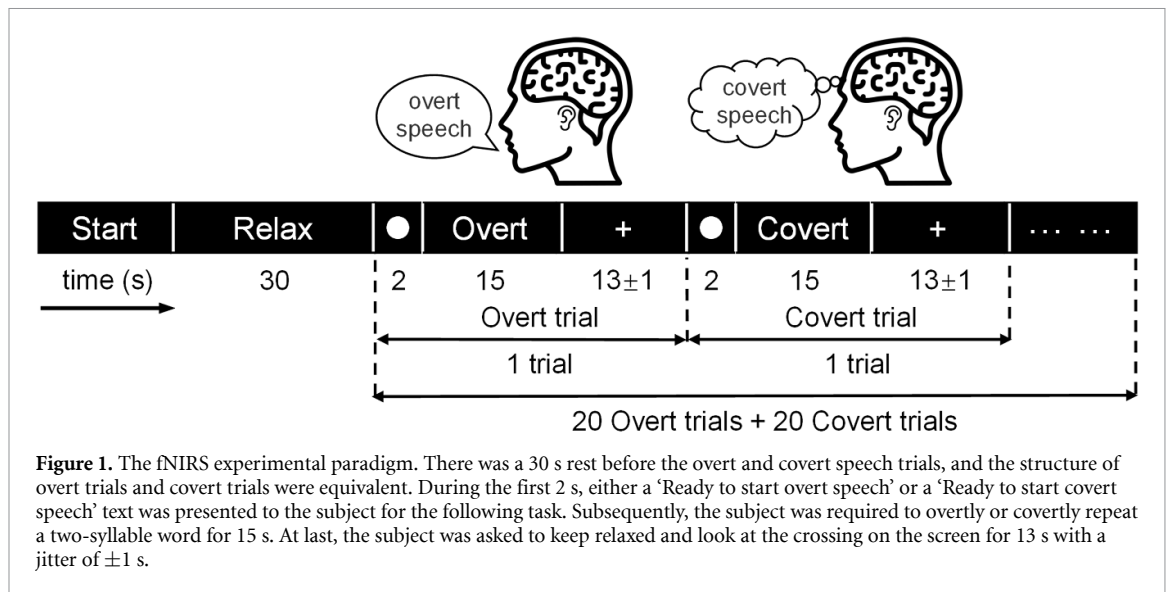 overt
speech
covert
speech
Start Relax Overt + Covert + ... ...
time (s) 30 2 15 13±1 2 15 13±1
Overt trial Covert trial
1 trial 1 trial
20 Overt trials + 20 Covert trials
Figure 1. The fNIRS experimental paradigm. There was a 30 s rest before the overt and covert speech trials, and the structure of
overt trials and covert trials were equivalent. During the first 2 s, either a ‘Ready to start overt speech’ or a ‘Ready to start covert
speech’ text was presented to the subject for the following task. Subsequently, the subject was required to overtly or covertly repeat
a two-syllable word for 15 s. At last, the subject was asked to keep relaxed and look at the crossing on the screen for 13 s with a
jitter of ±1 s.